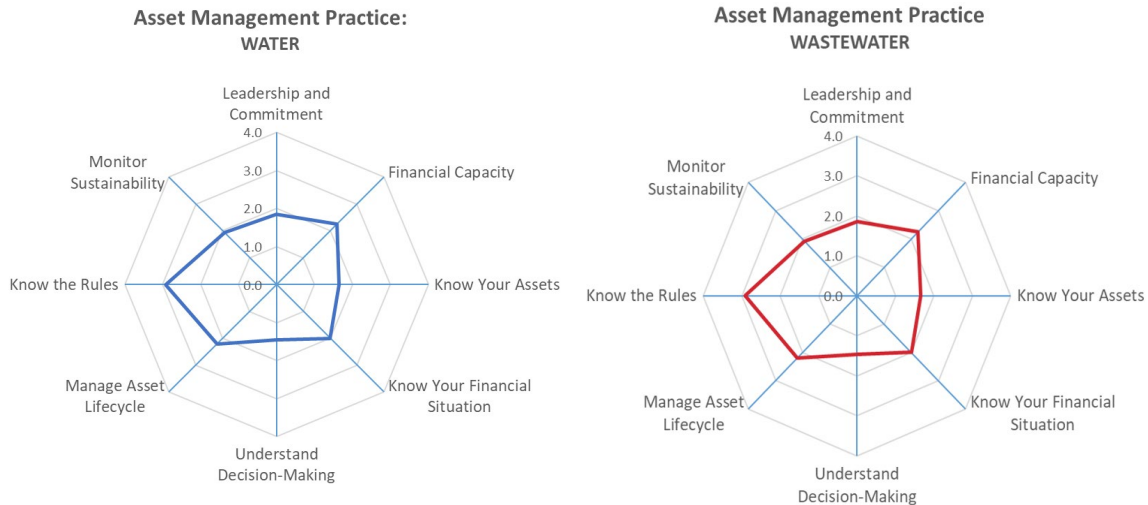 Asset Management Practice:
WATER
Leadership and
Commitment
4.0
3.0
2.0
1.0
0.0
Financial Capacity
Know Your Assets
Know Your Financial
Situation
Understand
Decision-Making
Manage Asset
Lifecycle
Know the Rules
Monitor
Sustainability
Asset Management Practice
WASTEWATER
Leadership and
Commitment
4.0
3.0
2.0
1.0
0.0
Financial Capacity
Know Your Assets
Know Your Financial
Situation
Understand
Decision-Making
Manage Asset
Lifecycle
Know the Rules
Monitor
Sustainability